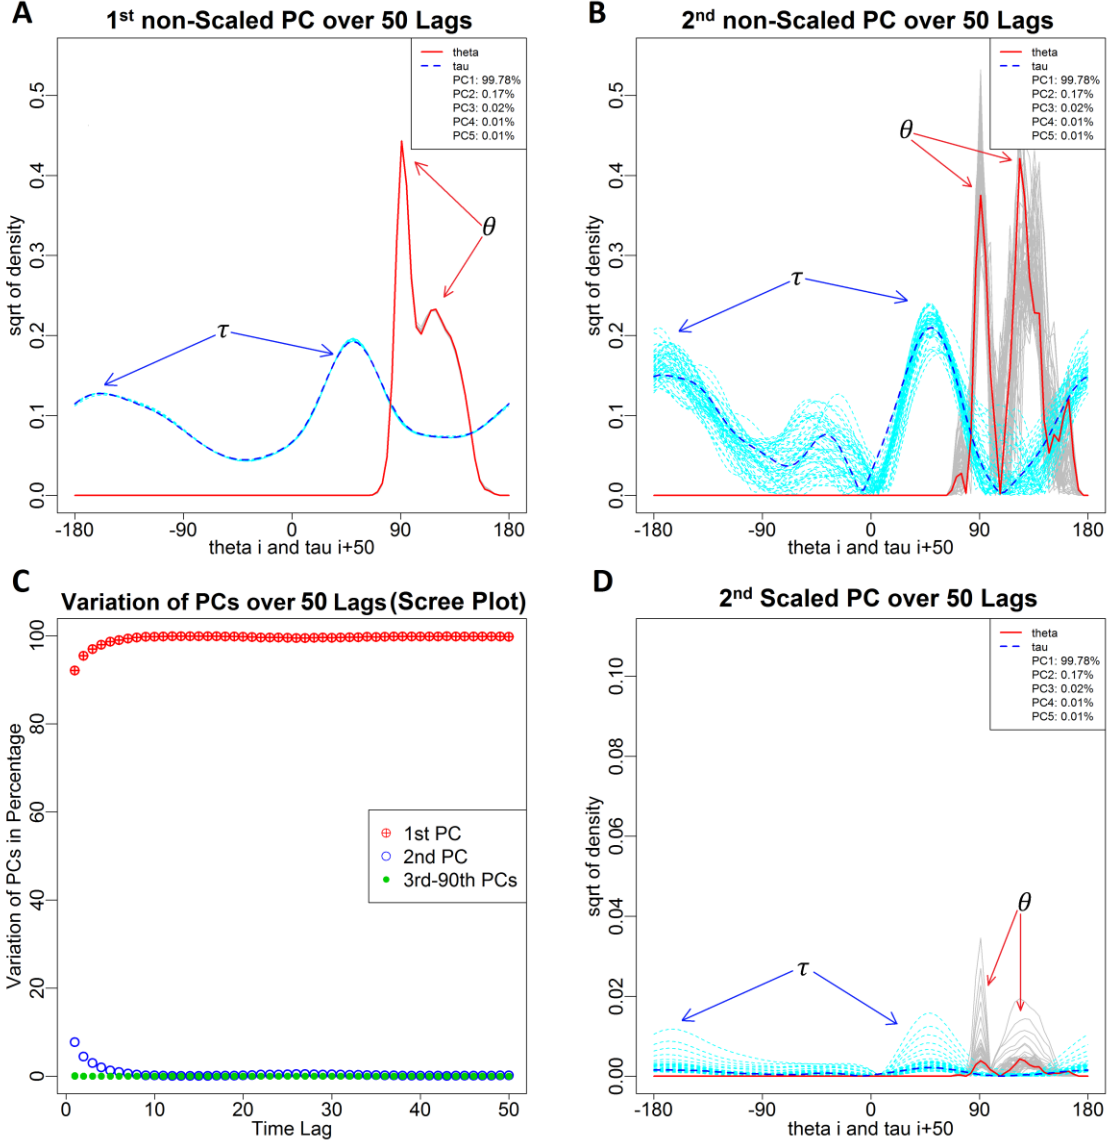 A
1st non-Scaled PC over 50 Lags
theta
tau
PC1: 99.78%
PC2: 0.17%
PC3: 0.02%
PC4: 0.01%
PC5: 0.01%
sqrt of density
0.5
0.4
0.3
0.2
0.1
0.0
θ
τ
-180
-90
0
90
180
theta i and tau i+50
B
2nd non-Scaled PC over 50 Lags
theta
tau
PC1: 99.78%
PC2: 0.17%
PC3: 0.02%
PC4: 0.01%
PC5: 0.01%
sqrt of density
0.5
0.4
0.3
0.2
0.1
0.0
θ
τ
-180
-90
0
90
180
theta i and tau i+50
C
Variation of PCs over 50 Lags (Scree Plot)
Variation of PCs in Percentage
100
80
60
40
20
0
1st PC
2nd PC
3rd-90th PCs
0
10
20
30
40
50
Time Lag
D
2nd Scaled PC over 50 Lags
theta
tau
PC1: 99.78%
PC2: 0.17%
PC3: 0.02%
PC4: 0.01%
PC5: 0.01%
sqrt of density
0.10
0.08
0.06
0.04
0.02
0.00
θ
τ
-180
-90
0
90
180
theta i and tau i+50